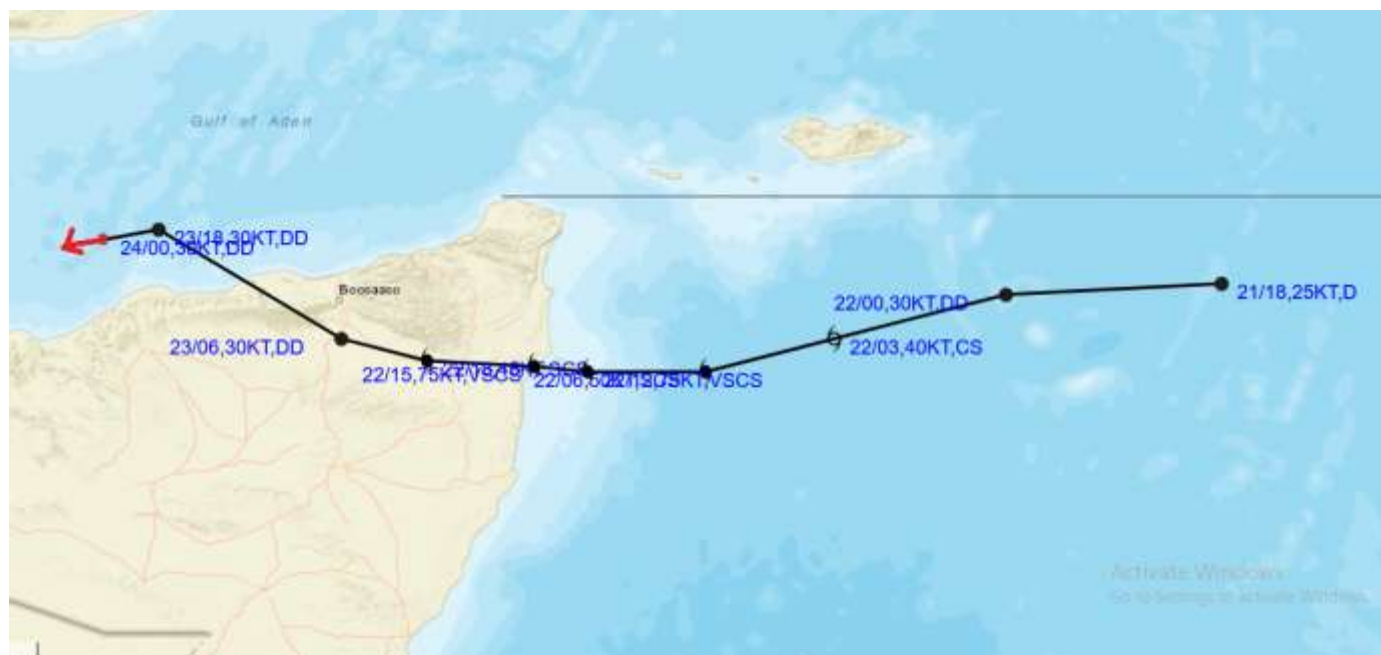 Gulf of Aden
23/18,30KT,DD
24/00,30KT,DD
Boosaaso
21/18,25KT,D
22/00,30KT,DD
23/06,30KT,DD
22/03,40KT,CS
22/15,75KT,VSCS
22/06,
75KT,VSCS
Activate Windows
Go to Settings to activate Windows.